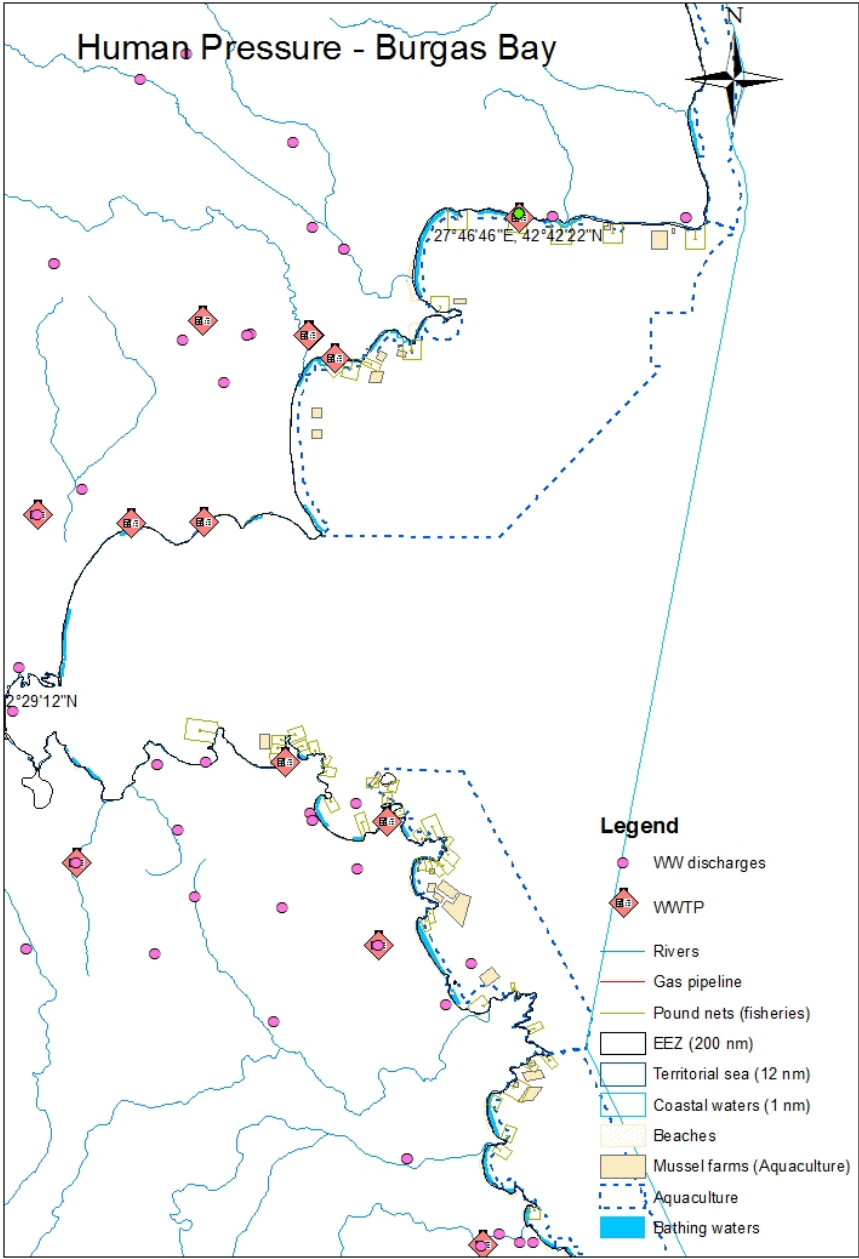 Human Pressure - Burgas Bay
N
27°46'46"E, 42°42'22"N
2°29'12"N
Legend
WW discharges
WWTP
Rivers
Gas pipeline
Pound nets (fisheries)
EEZ (200 nm)
Territorial sea (12 nm)
Coastal waters (1 nm)
Beaches
Mussel farms (Aquaculture)
Aquaculture
Bathing waters